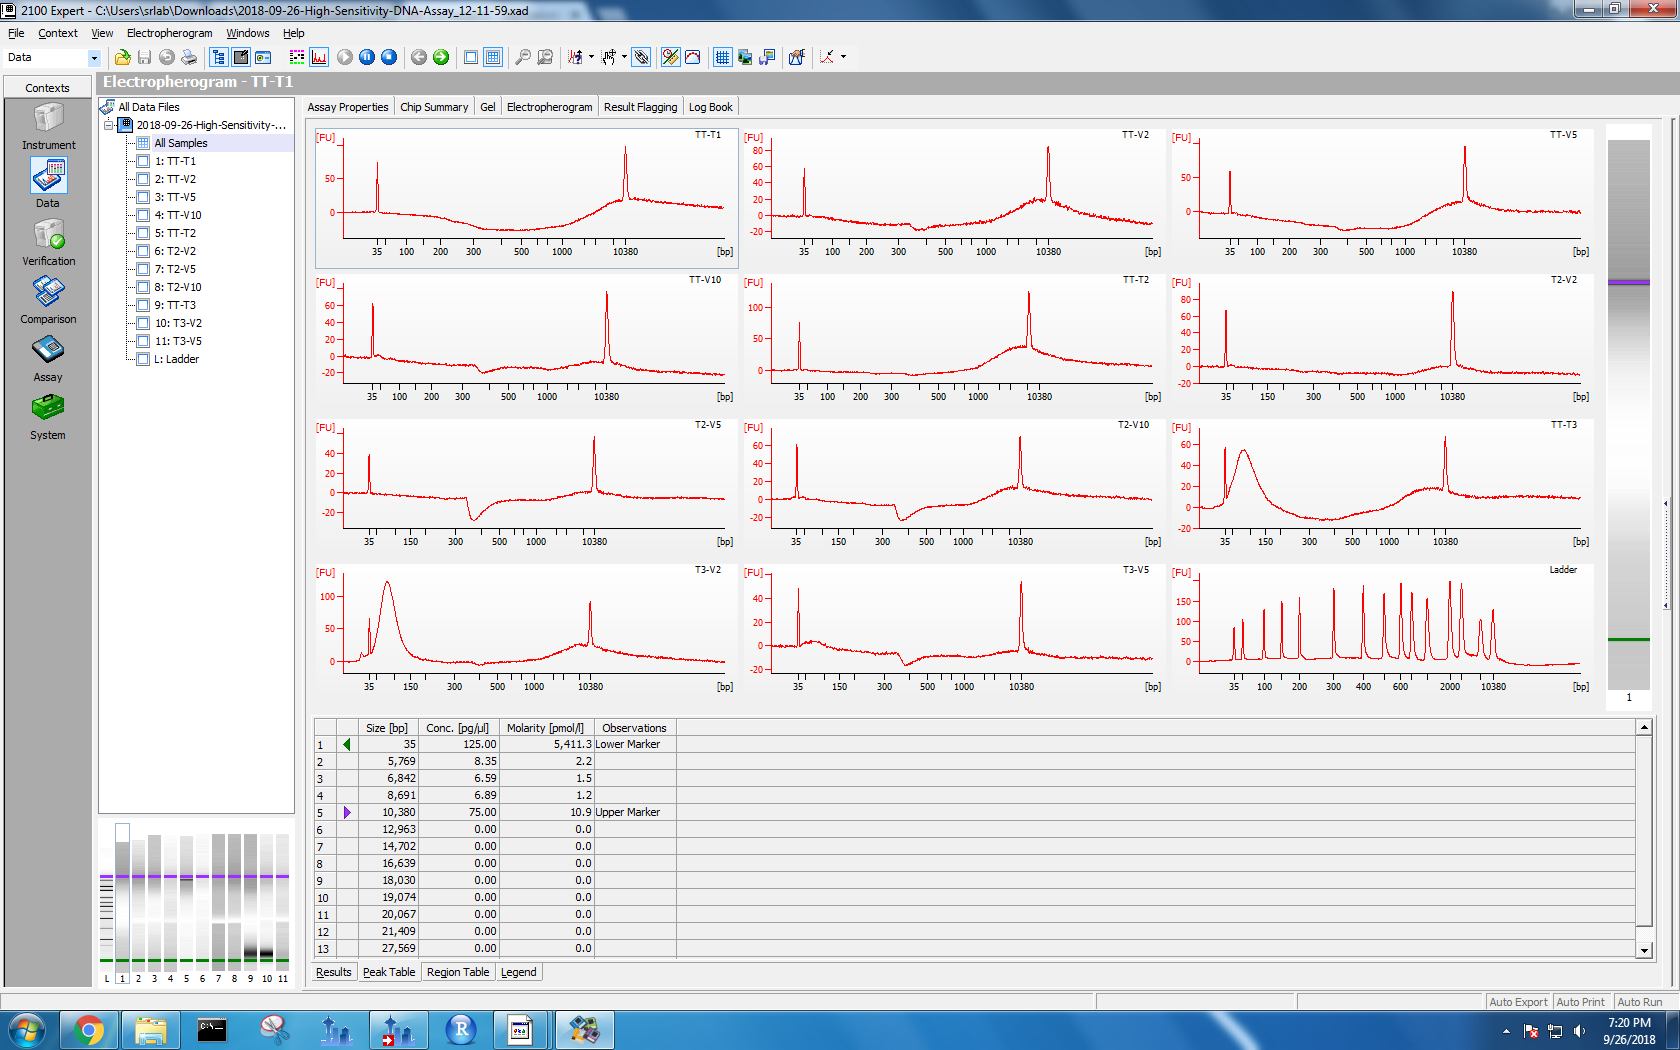 2100 Expert - C:\Users\srlab\Downloads\2018-09-26-High-Sensitivity-DNA-Assay_12-11-59.xad
File Context View Electropherogram Windows Help
Data
Contexts
Instrument
Data
Verification
Comparison
Assay
System
Electropherogram - TT-T1
All Data Files
2018-09-26-High-Sensitivity-...
All Samples
1: TT-T1
2: TT-V2
3: TT-V5
4: TT-V10
5: TT-T2
6: T2-V2
7: T2-V5
8: T2-V10
9: TT-T3
10: T3-V2
11: T3-V5
L: Ladder
L 1 2 3 4 5 6 7 8 9 10 11
Assay Properties Chip Summary Gel Electropherogram Result Flagging Log Book
[FU] TT-T1
50
0
35 100 200 300 500 1000 10380 [bp]
[FU] TT-V2
80
60
40
20
0
-20
35 100 200 300 500 1000 10380 [bp]
[FU] TT-V5
50
0
35 100 200 300 500 1000 10380 [bp]
[FU] TT-V10
60
40
20
0
-20
35 100 200 300 500 1000 10380 [bp]
[FU] TT-T2
100
50
0
35 100 200 300 500 1000 10380 [bp]
[FU] T2-V2
80
60
40
20
0
-20
35 150 300 500 1000 10380 [bp]
[FU] T2-V5
40
20
0
-20
35 150 300 500 1000 10380 [bp]
[FU] T2-V10
60
40
20
0
-20
35 150 300 500 1000 10380 [bp]
[FU] TT-T3
60
40
20
0
-20
35 150 300 500 1000 10380 [bp]
[FU] T3-V2
100
50
0
35 150 300 500 1000 10380 [bp]
[FU] T3-V5
40
20
0
-20
35 150 300 500 1000 10380 [bp]
[FU] Ladder
150
100
50
0
35 100 200 300 400 600 2000 10380 [bp]
1
Size [bp] Conc. [pg/µl] Molarity [pmol/l] Observations
1 35 125.00 5,411.3 Lower Marker
2 5,769 8.35 2.2
3 6,842 6.59 1.5
4 8,691 6.89 1.2
5 10,380 75.00 10.9 Upper Marker
6 12,963 0.00 0.0
7 14,702 0.00 0.0
8 16,639 0.00 0.0
9 18,030 0.00 0.0
10 19,074 0.00 0.0
11 20,067 0.00 0.0
12 21,409 0.00 0.0
13 27,569 0.00 0.0
Results Peak Table Region Table Legend
Auto Export Auto Print Auto Run
C:\
R
7:20 PM
9/26/2018